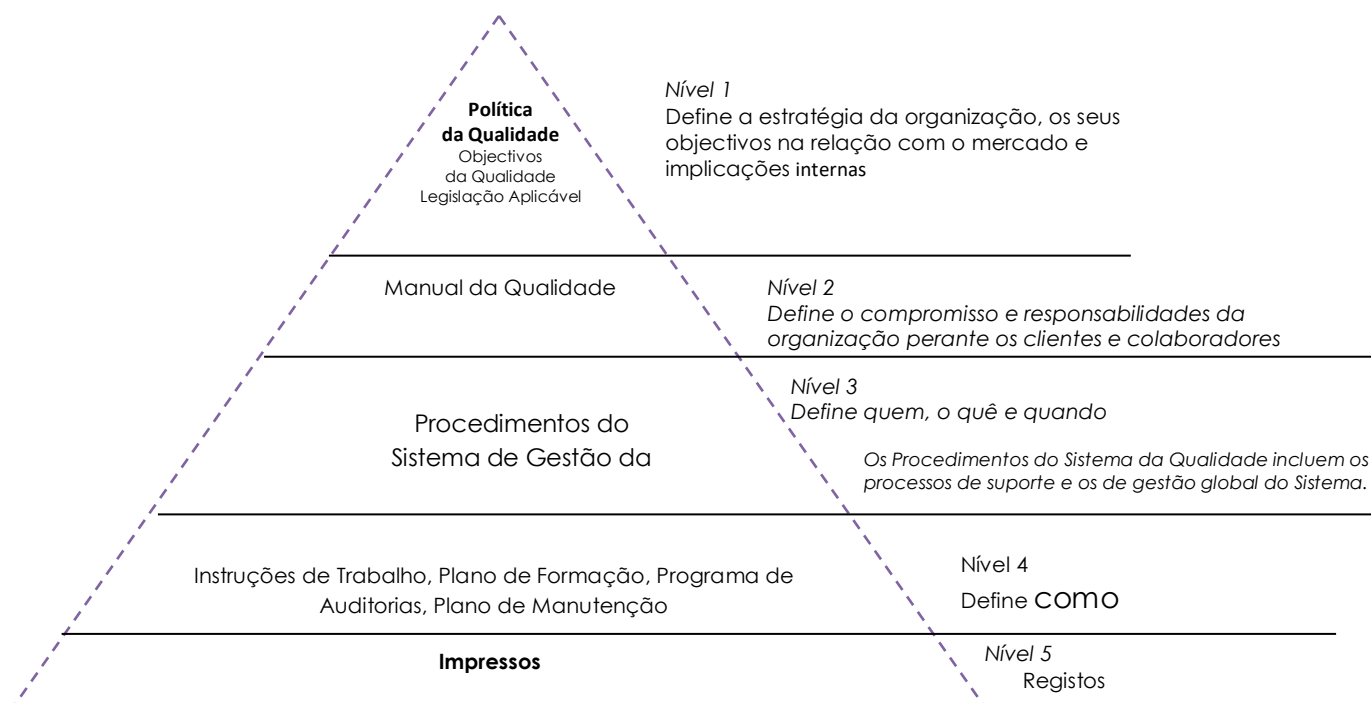 Política
da Qualidade
Objectivos
da Qualidade
Legislação Aplicável
Nível 1
Define a estratégia da organização, os seus
objectivos na relação com o mercado e
implicações internas
Manual da Qualidade
Nível 2
Define o compromisso e responsabilidades da
organização perante os clientes e colaboradores
Procedimentos do
Sistema de Gestão da
Nível 3
Define quem, o quê e quando
Os Procedimentos do Sistema da Qualidade incluem os
processos de suporte e os de gestão global do Sistema.
Instruções de Trabalho, Plano de Formação, Programa de
Auditorias, Plano de Manutenção
Nível 4
Define como
Impressos
Nível 5
Registos